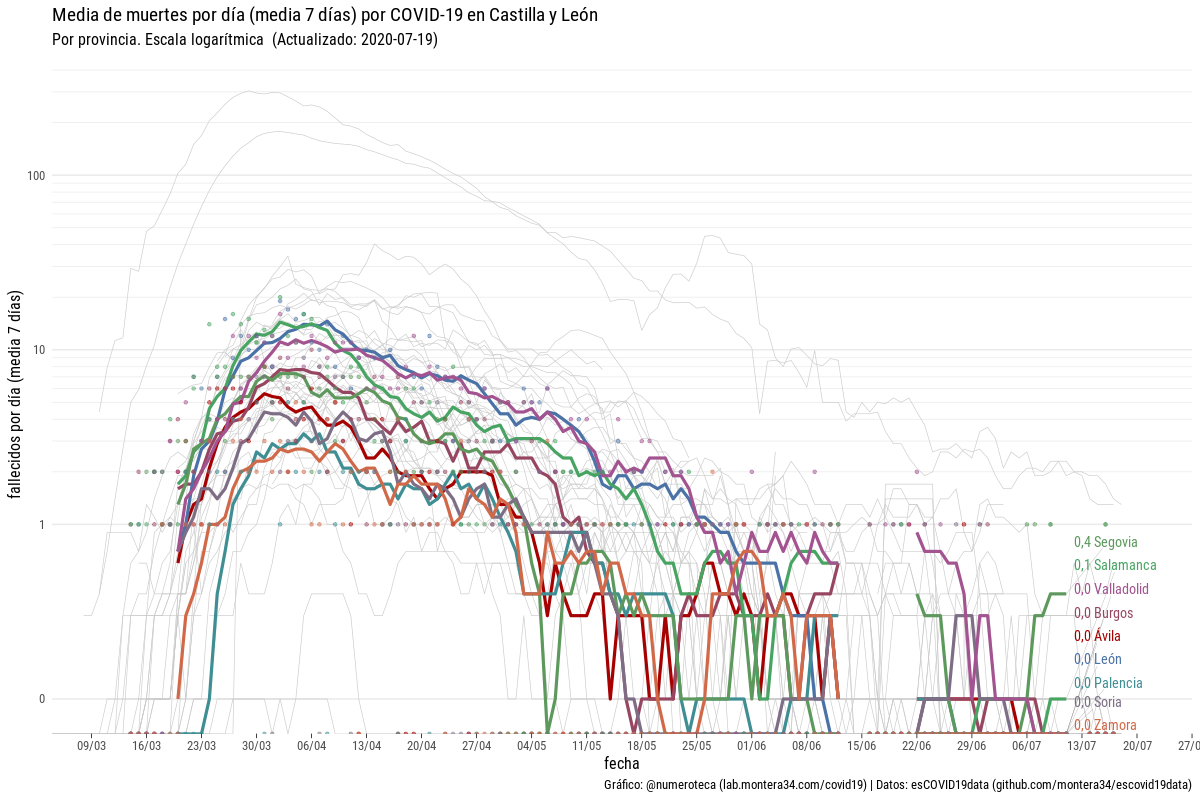 Media de muertes por día (media 7 días) por COVID-19 en Castilla y León
Por provincia. Escala logarítmica  (Actualizado: 2020-07-19)
fallecidos por día (media  7 días)
100
10
1
0
0
0,4 Segovia
0,1 Salamanca
0,0 Valladolid
0,0 Burgos
0,0 Ávila
0,0 León
0,0 Palencia
0,0 Soria
0,0 Zamora
09/03 16/03 23/03 30/03 06/04 13/04 20/04 27/04 04/05 11/05 18/05 25/05 01/06 08/06 15/06 22/06 29/06 06/07 13/07 20/07 27/0
fecha
Gráfico: @numeroteca (lab.montera34.com/covid19) | Datos: esCOVID19data (github.com/montera34/escovid19data)